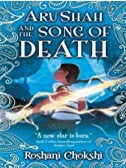 ARU SHAH
AND THE
SONG OF
DEATH
"A new star is born."
Roshani Chokshi